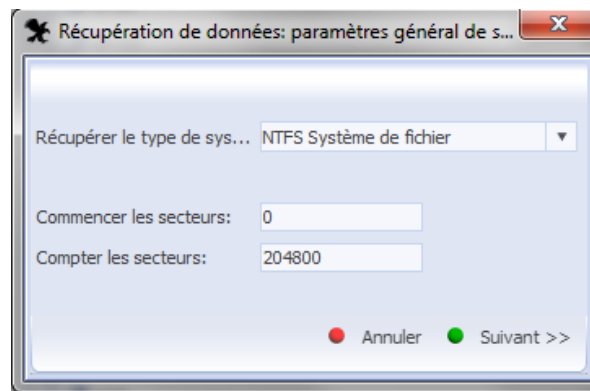 Récupération de données: paramètres général de s...
Récupérer le type de sys... NTFS Système de fichier
Commencer les secteurs: 0
Compter les secteurs: 204800
Annuler Suivant >>